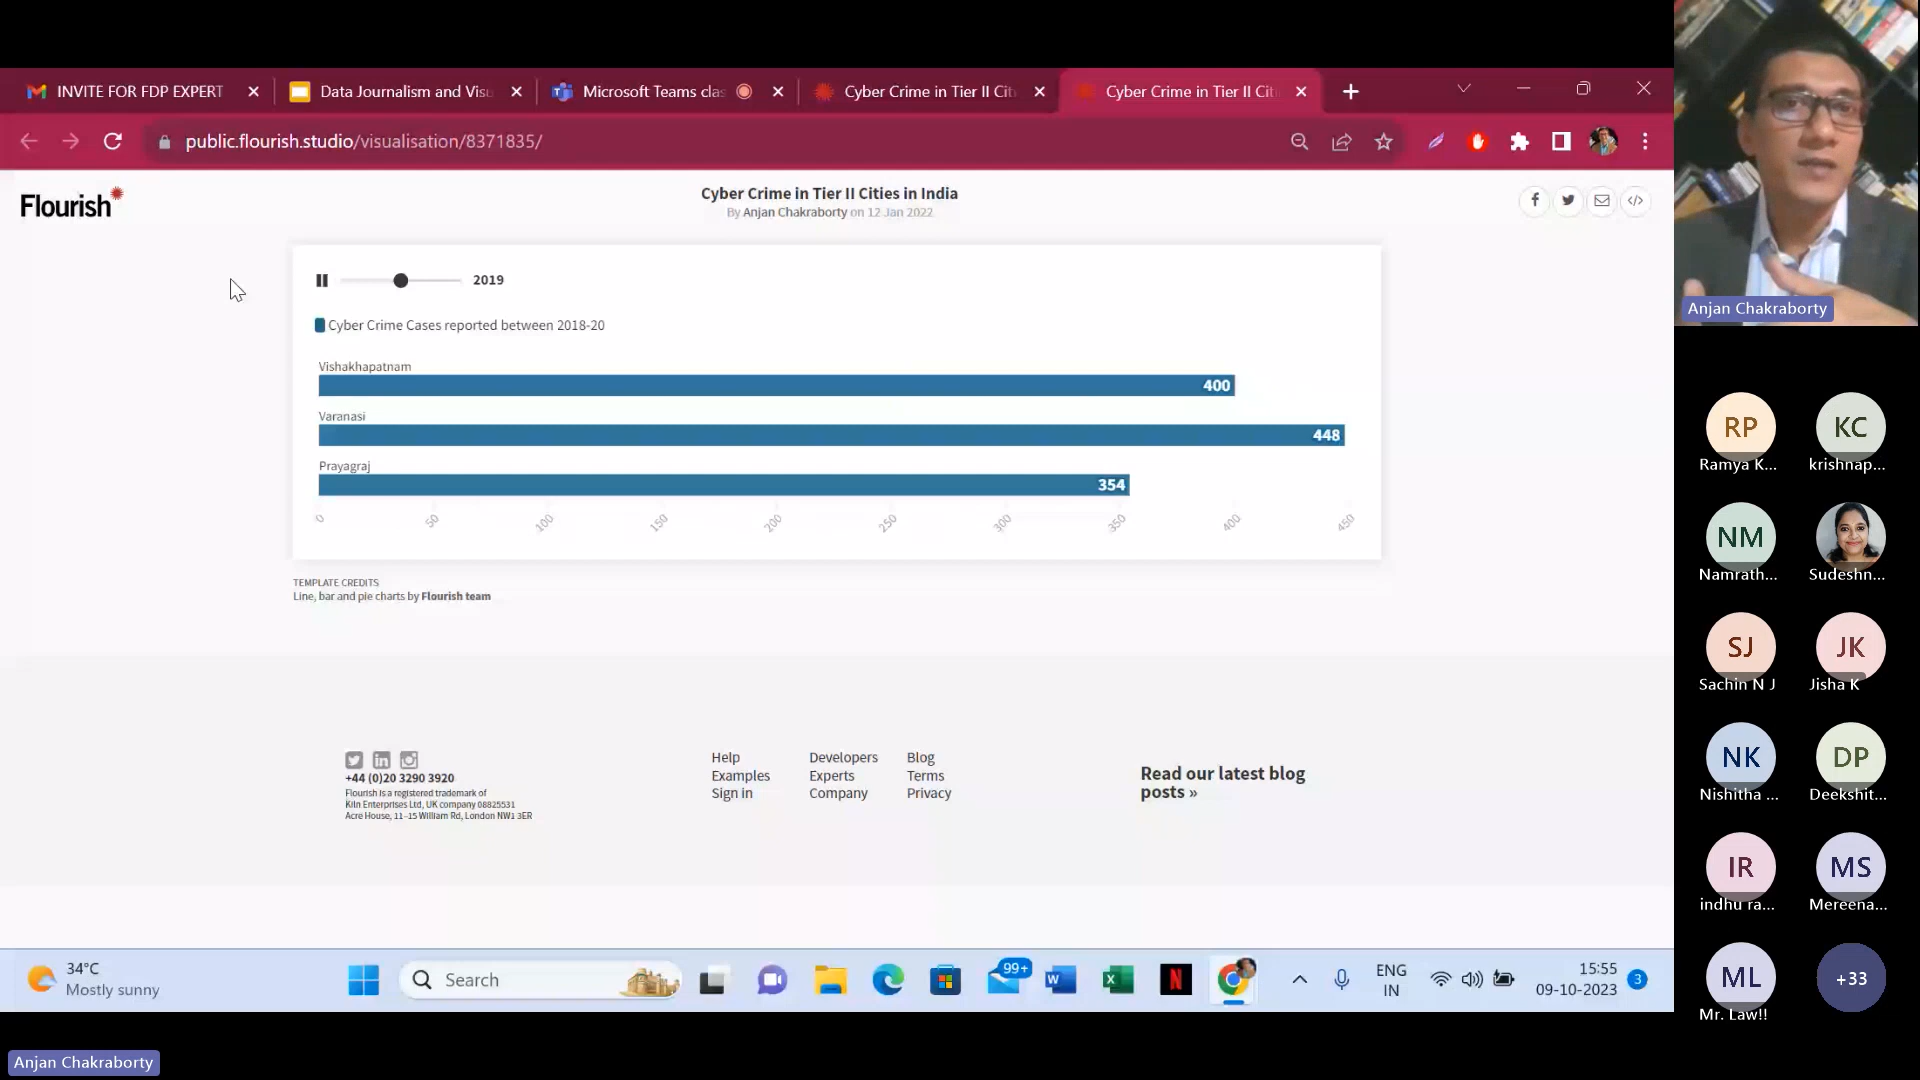 INVITE FOR FDP EXPERT
Data Journalism and Visu
Microsoft Teams clas
Cyber Crime in Tier II Citi
Cyber Crime in Tier II Citi
public.flourish.studio/visualisation/8371835/
Flourish
Cyber Crime in Tier II Cities in India
By Anjan Chakraborty on 12 Jan 2022
2019
Cyber Crime Cases reported between 2018-20
Vishakhapatnam
400
Varanasi
448
Prayagraj
354
0 50 100 150 200 250 300 350 400 450
TEMPLATE CREDITS
Line, bar and pie charts by Flourish team
+44 (0)20 3290 3920
Flourish is a registered trademark of
Kiln Enterprises Ltd, UK company 08825531
Acre House, 11-15 William Rd, London NW1 3ER
Help Developers Blog
Examples Experts Terms
Sign in Company Privacy
Read our latest blog
posts »
34°C
Mostly sunny
Search
99+
ENG
IN
15:55
09-10-2023
3
Anjan Chakraborty
Anjan Chakraborty
RP KC
Ramya K... krishnap...
NM
Namrath... Sudeshn...
SJ JK
Sachin N J Jisha K
NK DP
Nishitha ... Deekshit...
IR MS
indhu ra... Mereena...
ML +33
Mr. Law!!